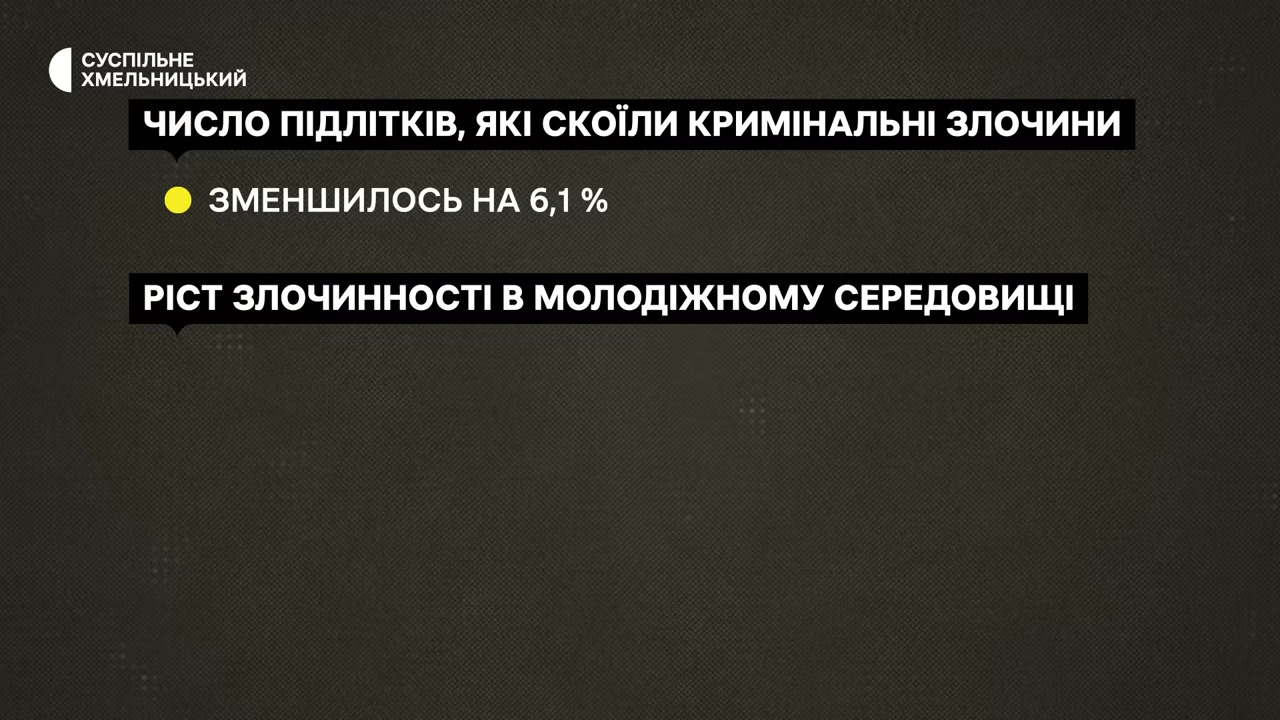 СУСПІЛЬНЕ
ХМЕЛЬНИЦЬКИЙ
ЧИСЛО ПІДЛІТКІВ, ЯКІ СКОЇЛИ КРИМІНАЛЬНІ ЗЛОЧИНИ
ЗМЕНШИЛОСЬ НА 6,1 %
РІСТ ЗЛОЧИННОСТІ В МОЛОДІЖНОМУ СЕРЕДОВИЩІ